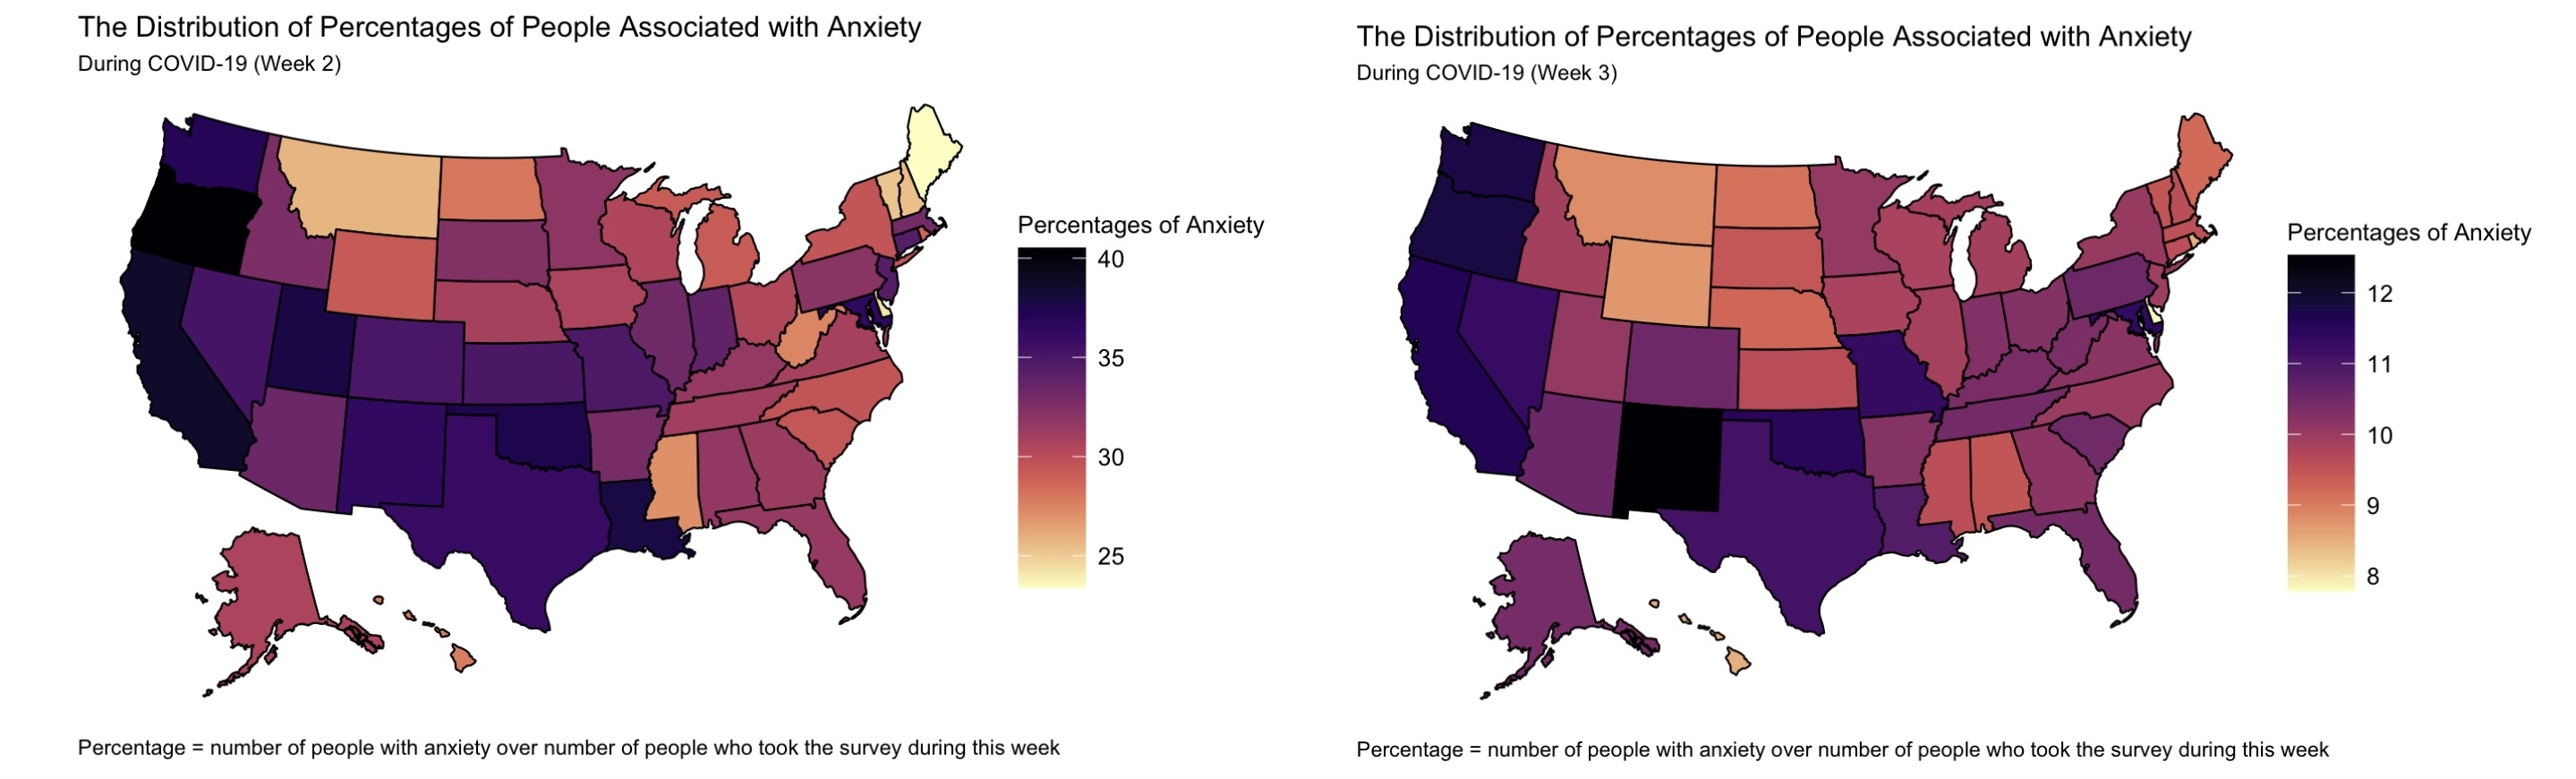 The Distribution of Percentages of People Associated with Anxiety
During COVID-19 (Week 2)
Percentages of Anxiety
40
35
30
25
Percentage = number of people with anxiety over number of people who took the survey during this week
The Distribution of Percentages of People Associated with Anxiety
During COVID-19 (Week 3)
Percentages of Anxiety
12
11
10
9
8
Percentage = number of people with anxiety over number of people who took the survey during this week